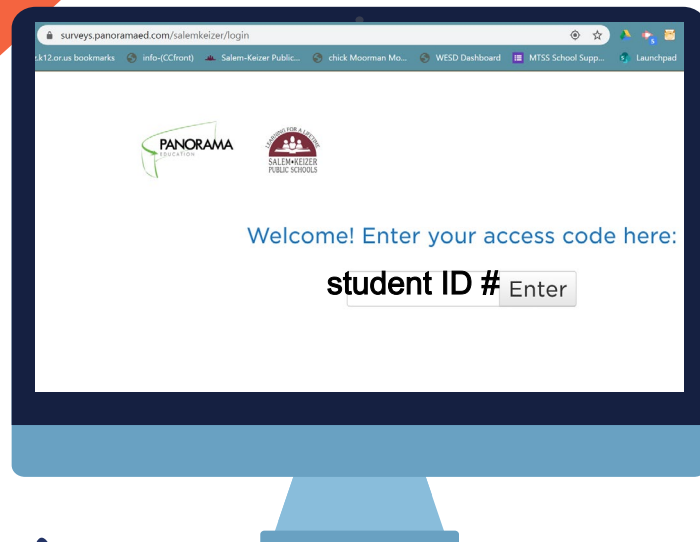 surveys.panoramaed.com/salemkeizer/login
.k12.or.us bookmarks info-(CCfront) Salem-Keizer Public... chick Moorman Mo... WESD Dashboard MTSS School Supp... Launchpad
PANORAMA
EDUCATION
LEARNING FOR A LIFETIME
SALEM•KEIZER
PUBLIC SCHOOLS
Welcome! Enter your access code here:
student ID # Enter